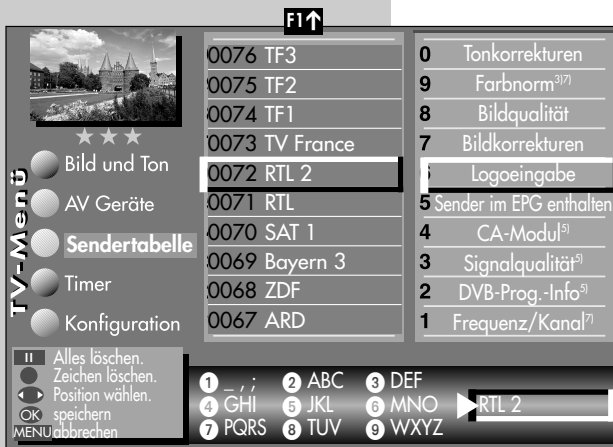 F1↑
TV-Menü
Bild und Ton
AV Geräte
Sendertabelle
Timer
Konfiguration
0076 TF3
0075 TF2
0074 TF1
0073 TV France
0072 RTL 2
0071 RTL
0070 SAT 1
0069 Bayern 3
0068 ZDF
0067 ARD
0 Tonkorrekturen
9 Farbnorm3)7)
8 Bildqualität
7 Bildkorrekturen
6 Logoeingabe
5 Sender im EPG enthalten
4 CA-Modul5)
3 Signalqualität5)
2 DVB-Prog.-Info5)
1 Frequenz/Kanal7)
II Alles löschen.
Zeichen löschen.
Position wählen.
OK speichern
MENU abbrechen
1 _ , ; 2 ABC 3 DEF
4 GHI 5 JKL 6 MNO
7 PQRS 8 TUV 9 WXYZ
RTL 2